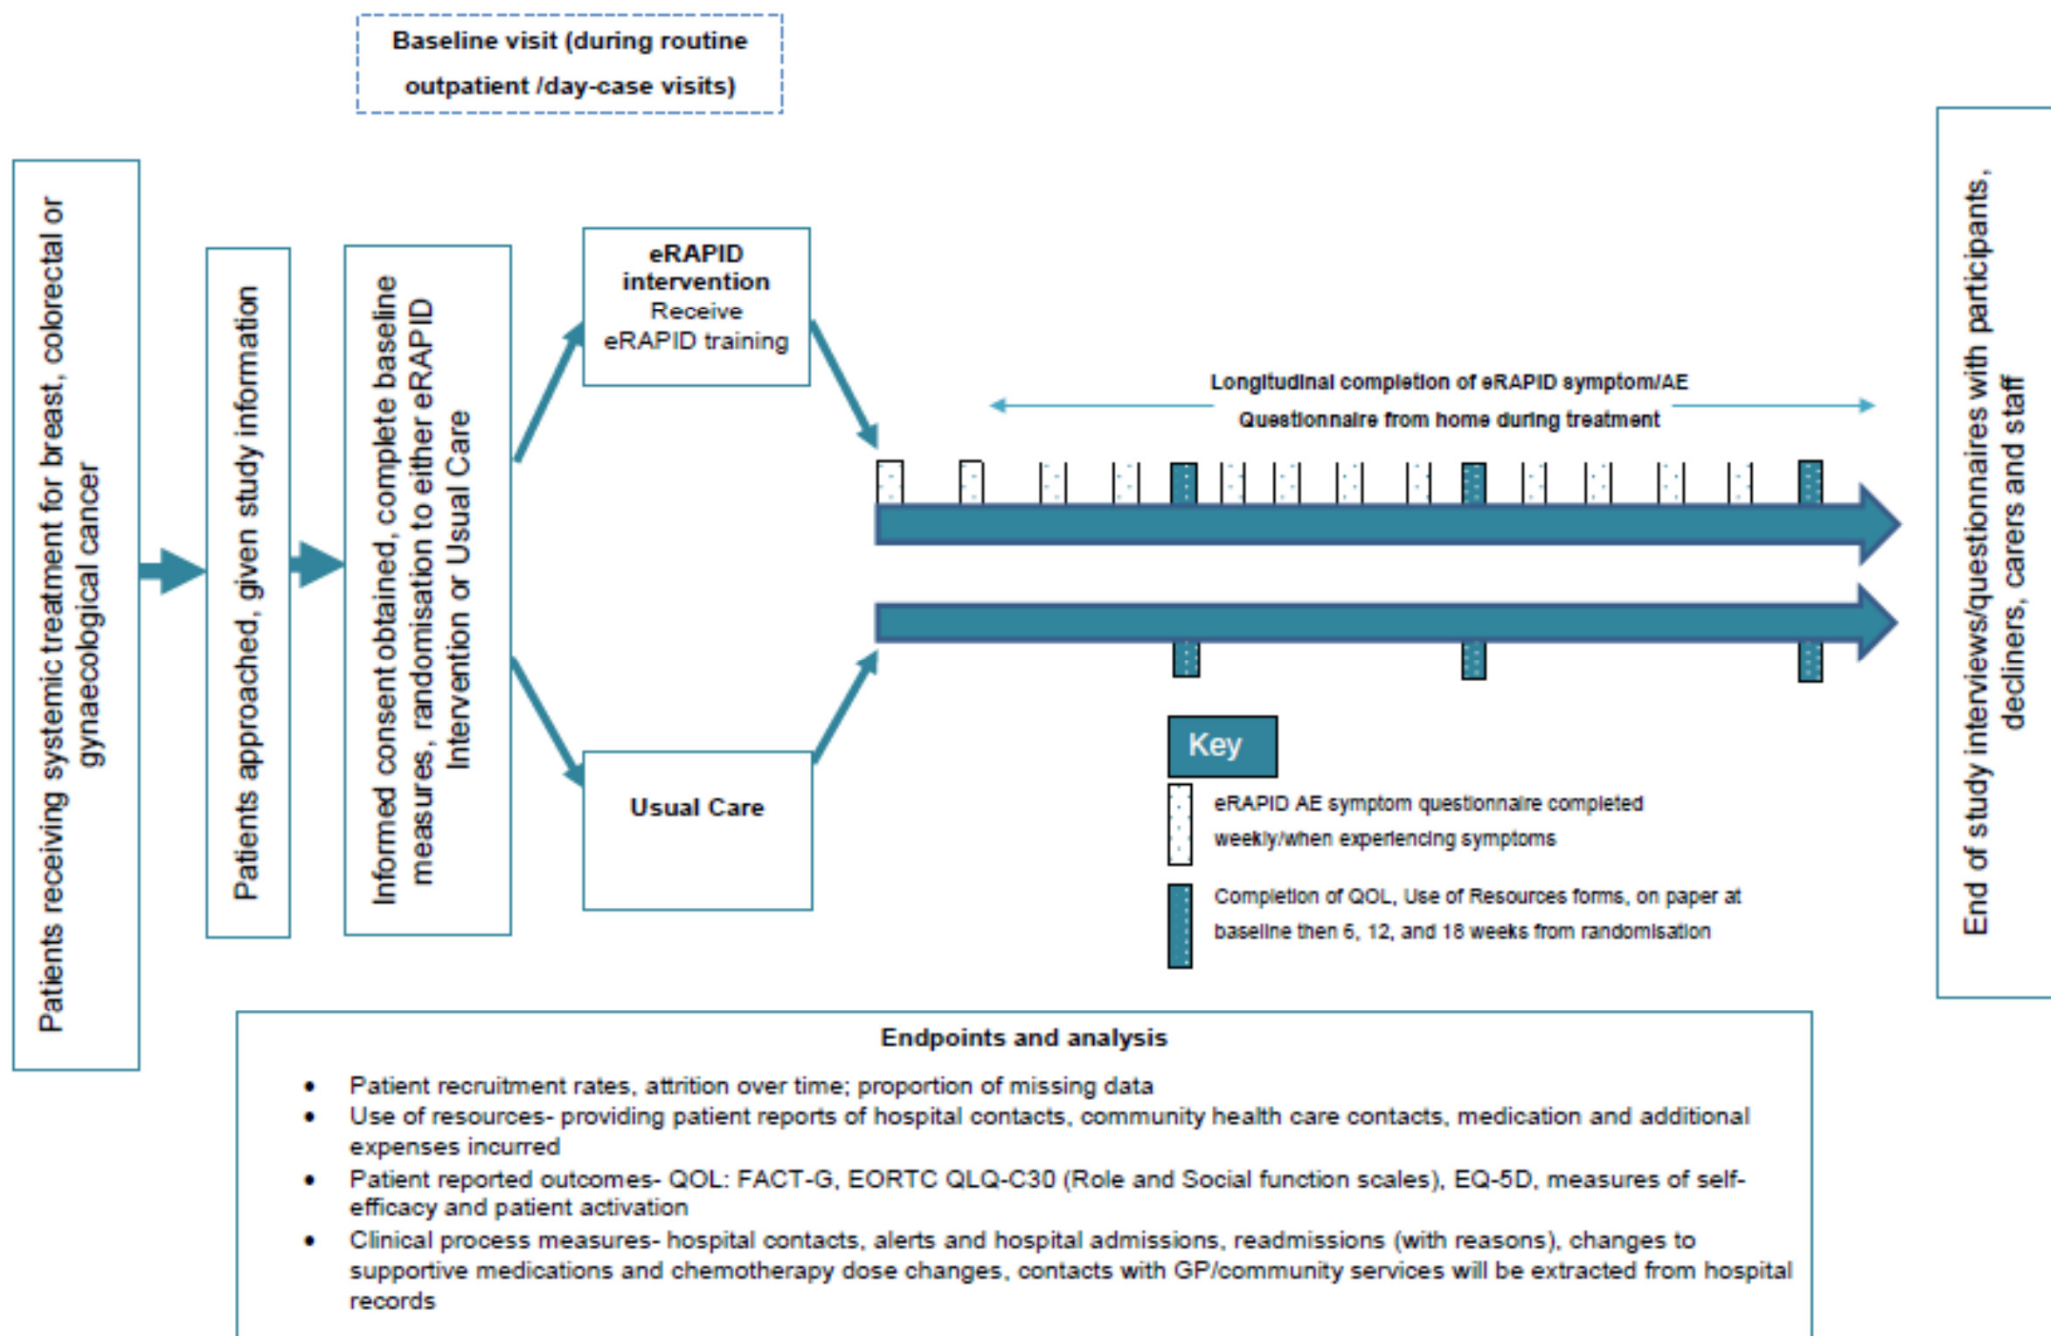 Baseline visit (during routine
outpatient /day-case visits)
Patients receiving systemic treatment for breast, colorectal or
gynaecological cancer
Patients approached, given study information
Informed consent obtained, complete baseline
measures, randomisation to either eRAPID
Intervention or Usual Care
eRAPID
intervention
Receive
eRAPID training
Usual Care
Longitudinal completion of eRAPID symptom/AE
Questionnaire from home during treatment
Key
eRAPID AE symptom questionnaire completed
weekly/when experiencing symptoms
Completion of QOL, Use of Resources forms, on paper at
baseline then 6, 12, and 18 weeks from randomisation
End of study interviews/questionnaires with participants,
decliners, carers and staff
Endpoints and analysis
• Patient recruitment rates, attrition over time; proportion of missing data
• Use of resources- providing patient reports of hospital contacts, community health care contacts, medication and additional
expenses incurred
• Patient reported outcomes- QOL: FACT-G, EORTC QLQ-C30 (Role and Social function scales), EQ-5D, measures of self-
efficacy and patient activation
• Clinical process measures- hospital contacts, alerts and hospital admissions, readmissions (with reasons), changes to
supportive medications and chemotherapy dose changes, contacts with GP/community services will be extracted from hospital
records